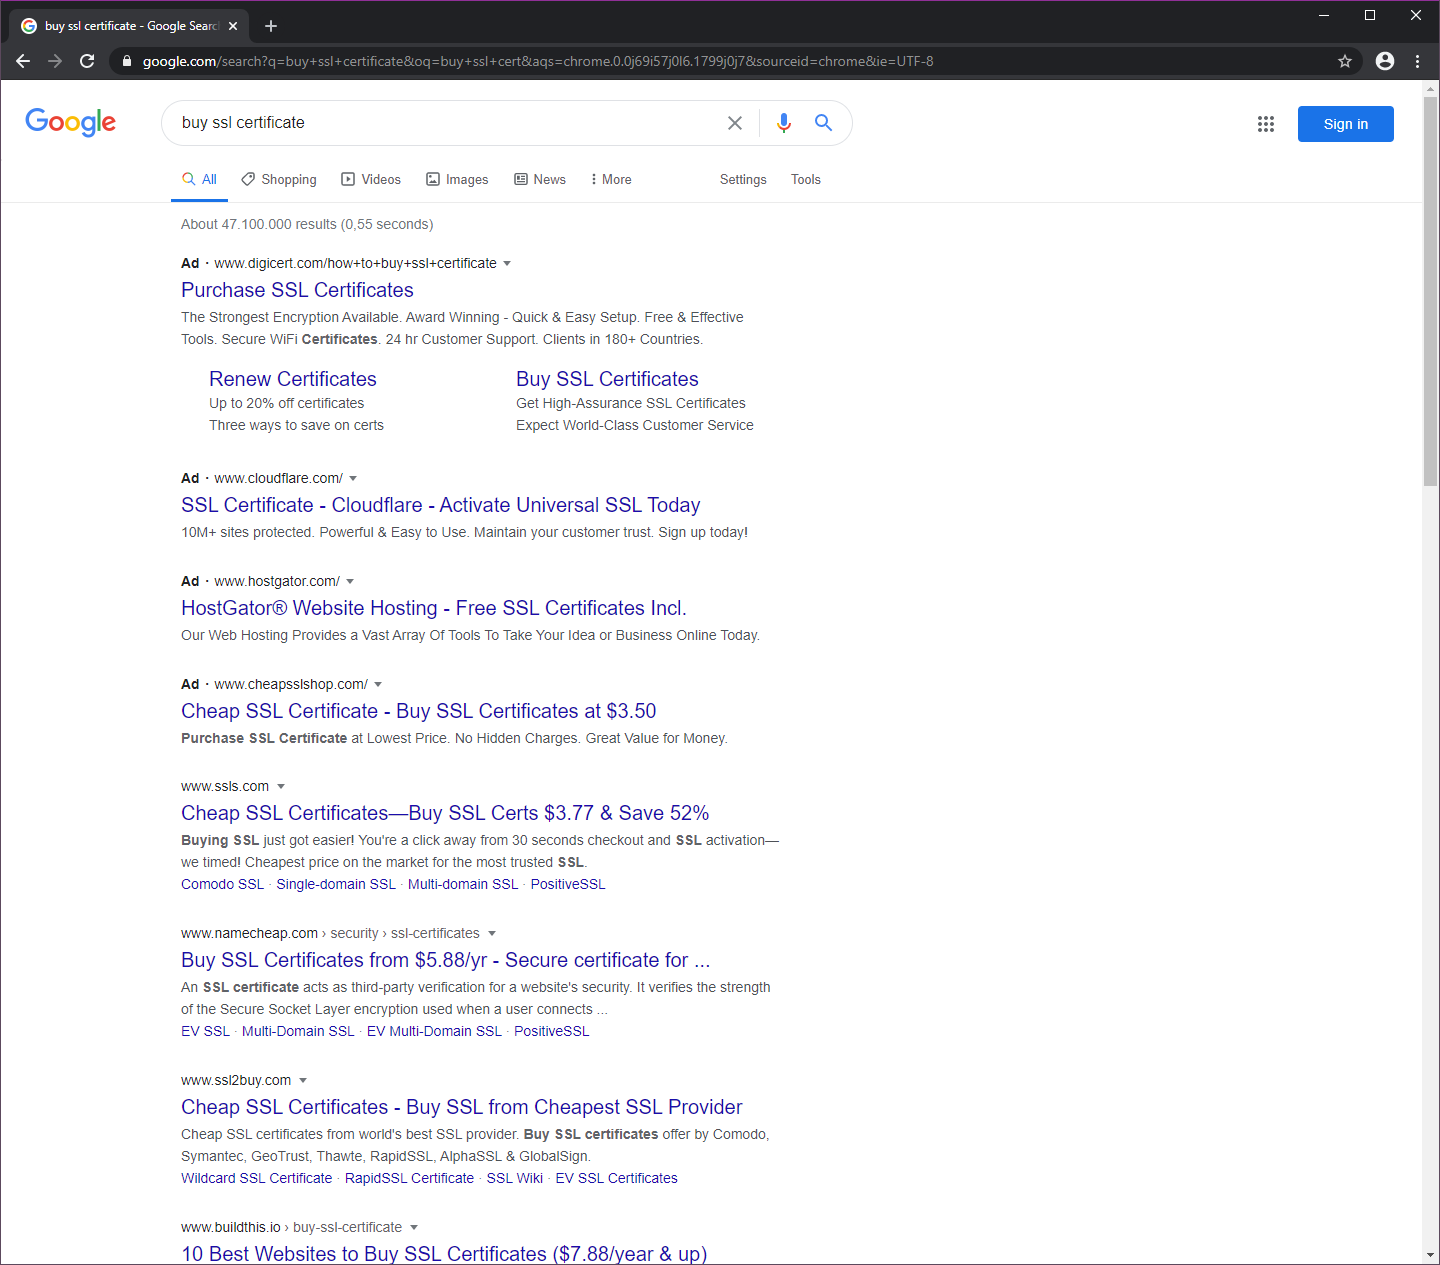 buy ssl certificate - Google Searc
google.com/search?q=buy+ssl+certificate&oq=buy+ssl+cert&aqs=chrome.0.0j69i57j0l6.1799j0j7&sourceid=chrome&ie=UTF-8
Google
buy ssl certificate
Sign in
All Shopping Videos Images News More Settings Tools
About 47.100.000 results (0,55 seconds)
Ad · www.digicert.com/how+to+buy+ssl+certificate
Purchase SSL Certificates
The Strongest Encryption Available. Award Winning - Quick & Easy Setup. Free & Effective
Tools. Secure WiFi Certificates. 24 hr Customer Support. Clients in 180+ Countries.
Renew Certificates
Up to 20% off certificates
Three ways to save on certs
Buy SSL Certificates
Get High-Assurance SSL Certificates
Expect World-Class Customer Service
Ad · www.cloudflare.com/
SSL Certificate - Cloudflare - Activate Universal SSL Today
10M+ sites protected. Powerful & Easy to Use. Maintain your customer trust. Sign up today!
Ad · www.hostgator.com/
HostGator® Website Hosting - Free SSL Certificates Incl.
Our Web Hosting Provides a Vast Array Of Tools To Take Your Idea or Business Online Today.
Ad · www.cheapsslshop.com/
Cheap SSL Certificate - Buy SSL Certificates at $3.50
Purchase SSL Certificate at Lowest Price. No Hidden Charges. Great Value for Money.
www.ssls.com
Cheap SSL Certificates—Buy SSL Certs $3.77 & Save 52%
Buying SSL just got easier! You're a click away from 30 seconds checkout and SSL activation—
we timed! Cheapest price on the market for the most trusted SSL.
Comodo SSL · Single-domain SSL · Multi-domain SSL · PositiveSSL
www.namecheap.com › security › ssl-certificates
Buy SSL Certificates from $5.88/yr - Secure certificate for ...
An SSL certificate acts as third-party verification for a website's security. It verifies the strength
of the Secure Socket Layer encryption used when a user connects ...
EV SSL · Multi-Domain SSL · EV Multi-Domain SSL · PositiveSSL
www.ssl2buy.com
Cheap SSL Certificates - Buy SSL from Cheapest SSL Provider
Cheap SSL certificates from world's best SSL provider. Buy SSL certificates offer by Comodo,
Symantec, GeoTrust, Thawte, RapidSSL, AlphaSSL & GlobalSign.
Wildcard SSL Certificate · RapidSSL Certificate · SSL Wiki · EV SSL Certificates
www.buildthis.io › buy-ssl-certificate
10 Best Websites to Buy SSL Certificates ($7.88/year & up)